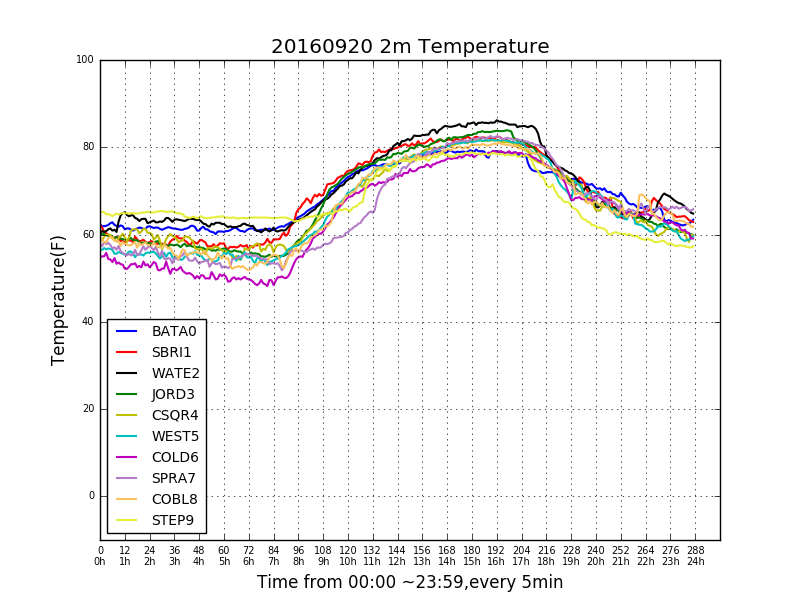 20160920 2m Temperature
100
80
60
40
20
0
Temperature(F)
BATA0
SBRI1
WATE2
JORD3
CSQR4
WEST5
COLD6
SPRA7
COBL8
STEP9
0 12 24 36 48 60 72 84 96 108 120 132 144 156 168 180 192 204 216 228 240 252 264 276 288
0h 1h 2h 3h 4h 5h 6h 7h 8h 9h 10h 11h 12h 13h 14h 15h 16h 17h 18h 19h 20h 21h 22h 23h 24h
Time from 00:00 ~23:59,every 5min